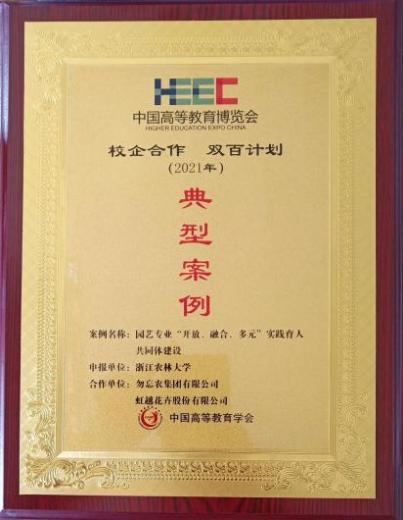 HEEC
中国高等教育博览会
HIGHER EDUCATION EXPO CHINA
校企合作 双百计划
(2021年)
典
型
案
例
案例名称：园艺专业“开放、融合、多元”实践育人
共同体建设
申报单位：浙江农林大学
合作单位：勿忘农集团有限公司
虹越花卉股份有限公司
中国高等教育学会